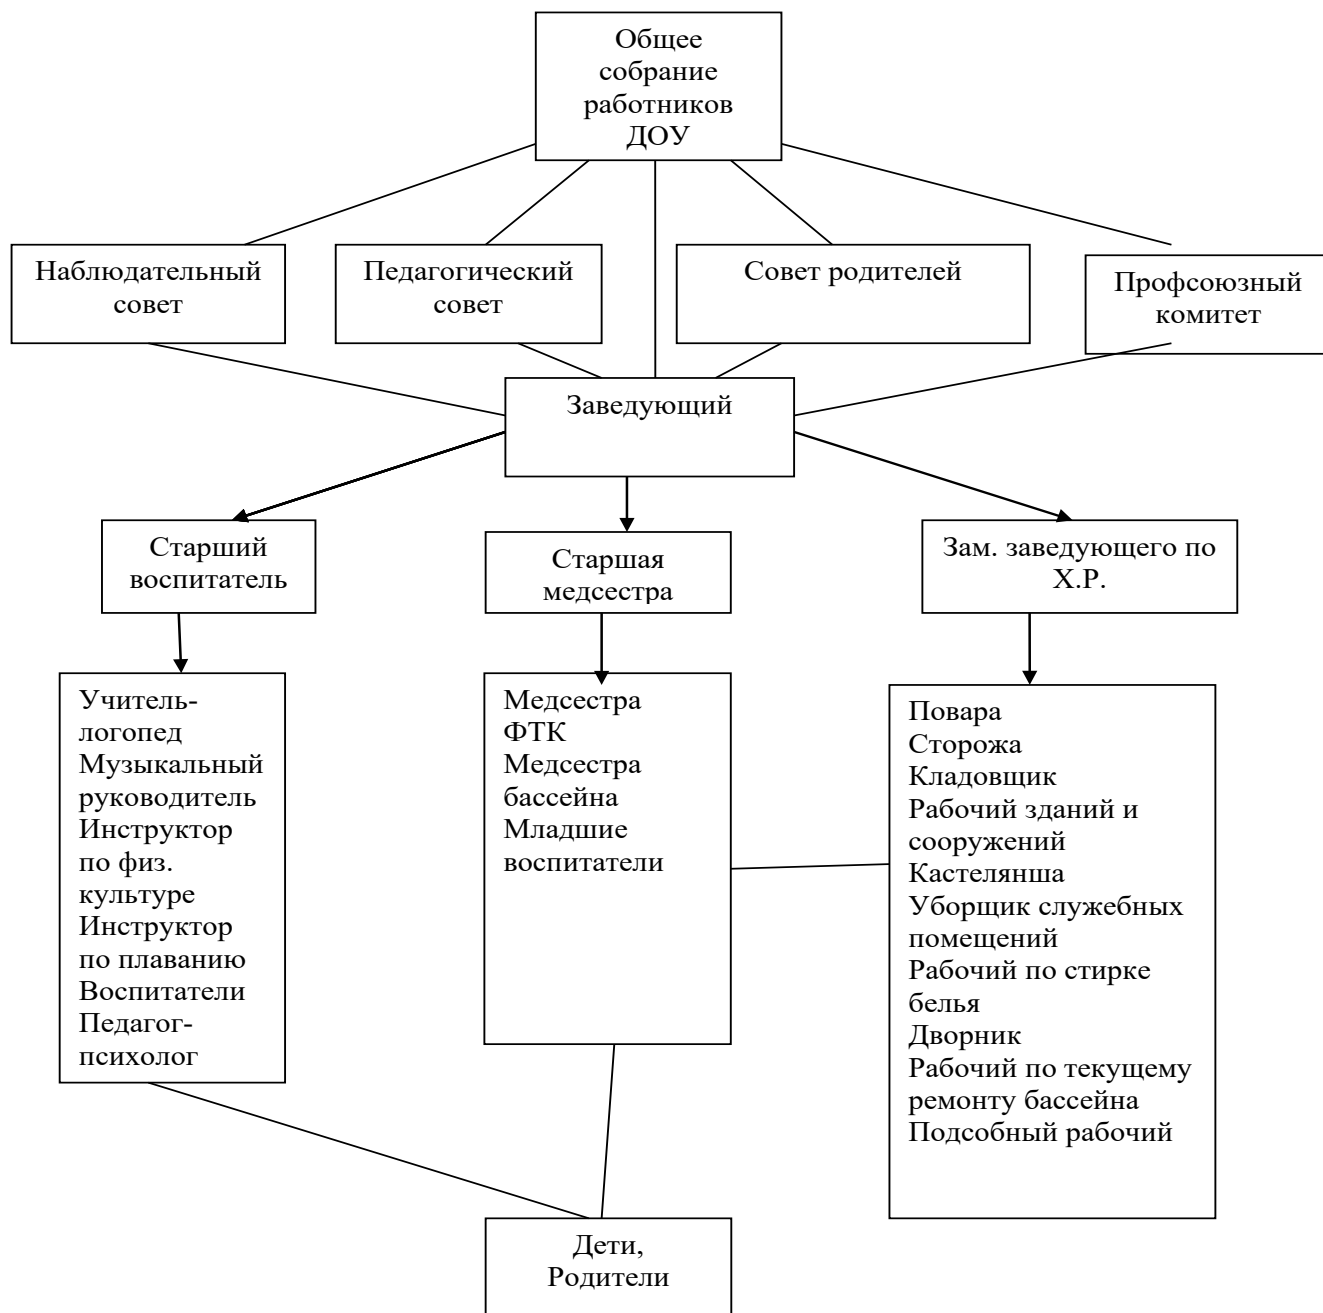 Общее
собрание
работников
ДОУ
Наблюдательный
совет
Педагогический
совет
Совет родителей
Профсоюзный
комитет
Заведующий
Старший
воспитатель
Старшая
медсестра
Зам. заведующего по
Х.Р.
Учитель-
логопед
Музыкальный
руководитель
Инструктор
по физ.
культуре
Инструктор
по плаванию
Воспитатели
Педагог-
психолог
Медсестра
ФТК
Медсестра
бассейна
Младшие
воспитатели
Повара
Сторожа
Кладовщик
Рабочий зданий и
сооружений
Кастелянша
Уборщик служебных
помещений
Рабочий по стирке
белья
Дворник
Рабочий по текущему
ремонту бассейна
Подсобный рабочий
Дети,
Родители